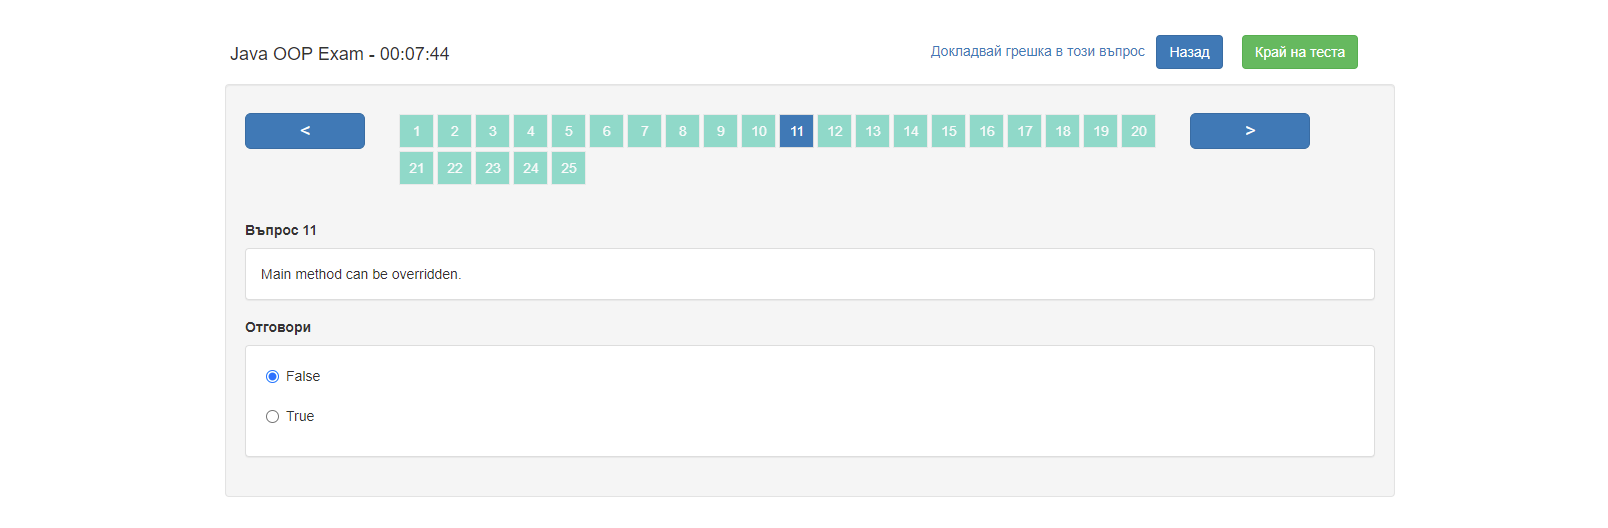 Java OOP Exam - 00:07:44
Докладвай грешка в този въпрос
Назад
Край на теста
<
1 2 3 4 5 6 7 8 9 10 11 12 13 14 15 16 17 18 19 20
>
21 22 23 24 25
Въпрос 11
Main method can be overridden.
Отговори
False
True